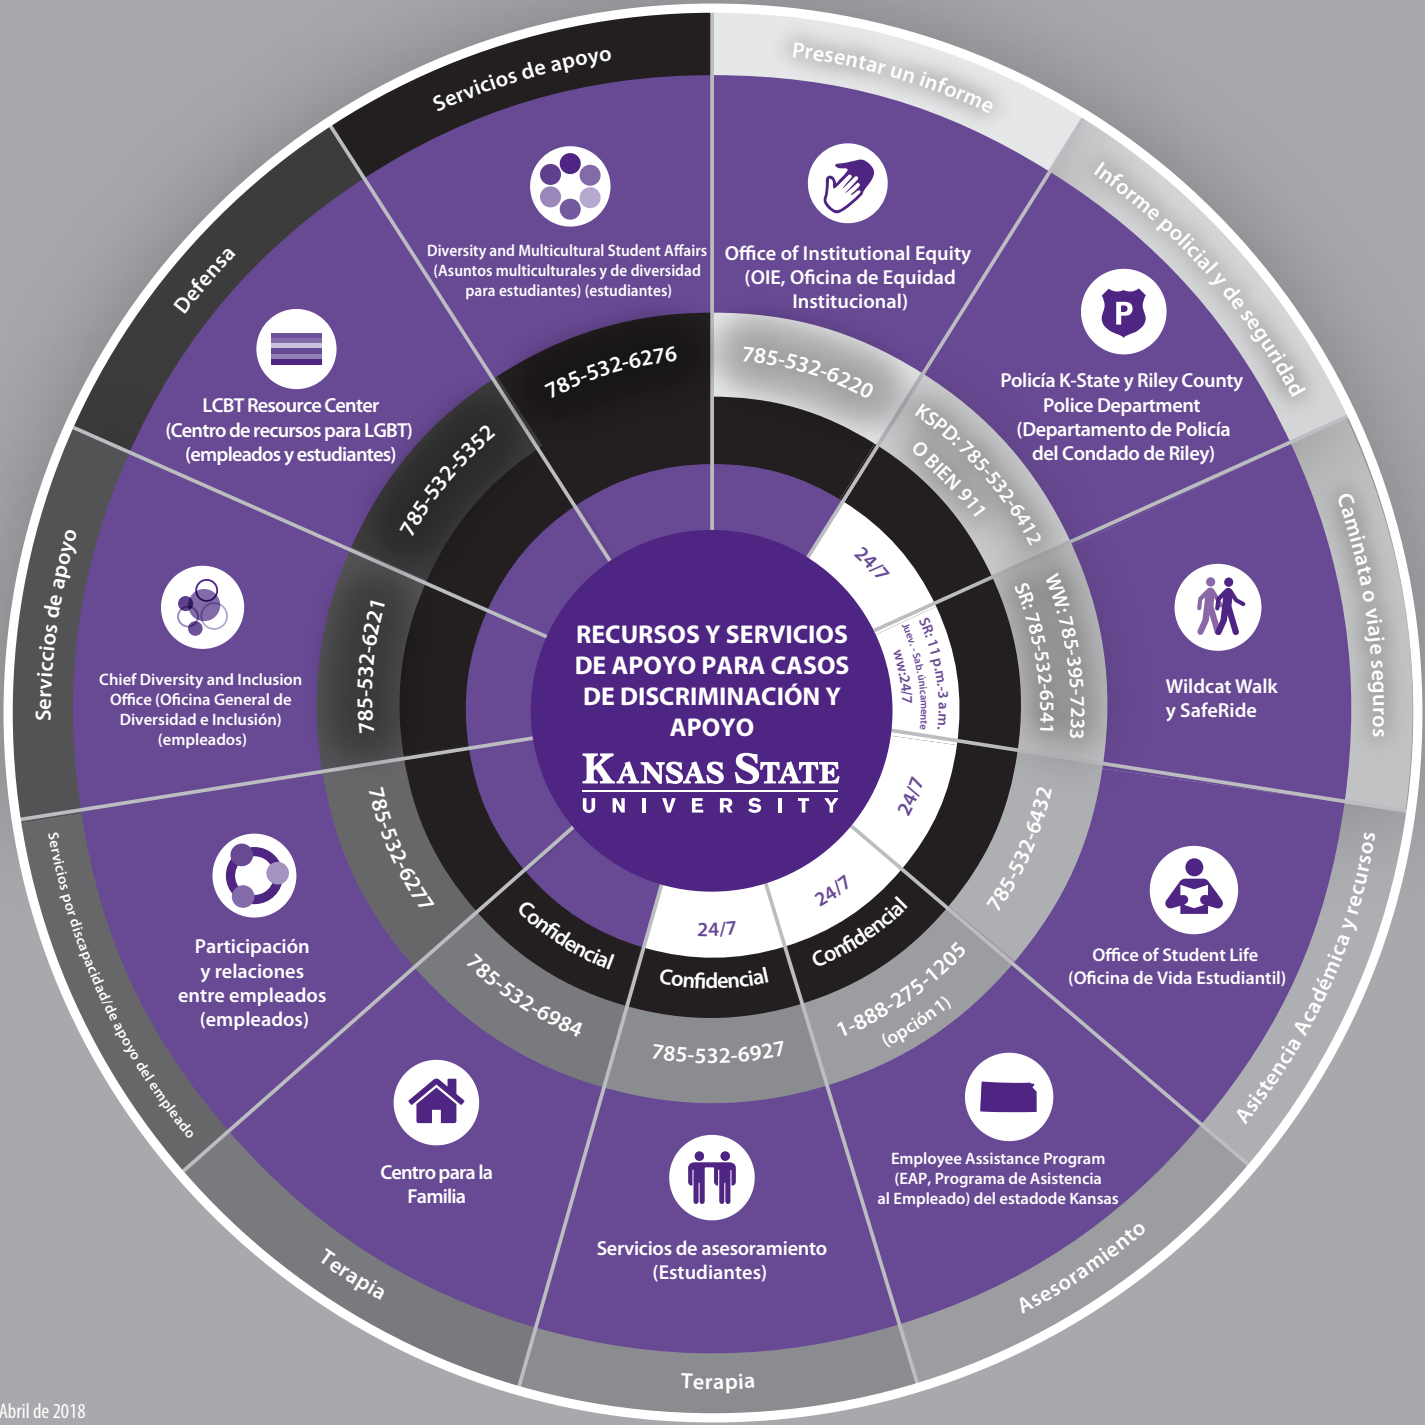 RECURSOS Y SERVICIOS
DE APOYO PARA CASOS
DE DISCRIMINACIÓN Y
APOYO
KANSAS STATE
UNIVERSITY
Presentar un informe
Office of Institutional Equity
(OIE, Oficina de Equidad
Institucional)
785-532-6220
Informe policial y de seguridad
Policía K-State y Riley County
Police Department
(Departamento de Policía
del Condado de Riley)
KSPD: 785-532-6412
O BIEN 911
24/7
Caminata o viaje seguros
Wildcat Walk
y SafeRide
WW: 785-395-7233
SR: 785-532-6541
SR: 11 p.m.-3 a.m.
Juev. - Sab. únicamente
WW:24/7
Asistencia Académica y recursos
Office of Student Life
(Oficina de Vida Estudiantil)
785-532-6432
24/7
Asesoramiento
Employee Assistance Program
(EAP, Programa de Asistencia
al Empleado) del estadode Kansas
1-888-275-1205
(opción1)
Confidencial
24/7
Terapia
Servicios de asesoramiento
(Estudiantes)
785-532-6927
Confidencial
24/7
Terapia
Centro para la
Familia
785-532-6984
Confidencial
Servicios por discapacidad/de apoyo del empleado
Participación
y relaciones
entre empleados
(empleados)
785-532-6277
Serviccios de apoyo
Chief Diversity and Inclusion
Office (Oficina General de
Diversidad e Inclusión)
(empleados)
785-532-6221
Defensa
LCBT Resource Center
(Centro de recursos para LGBT)
(empleados y estudiantes)
785-532-5352
Servicios de apoyo
Diversity and Multicultural Student Affairs
(Asuntos multiculturales y de diversidad
para estudiantes) (estudiantes)
785-532-6276
Abril de 2018